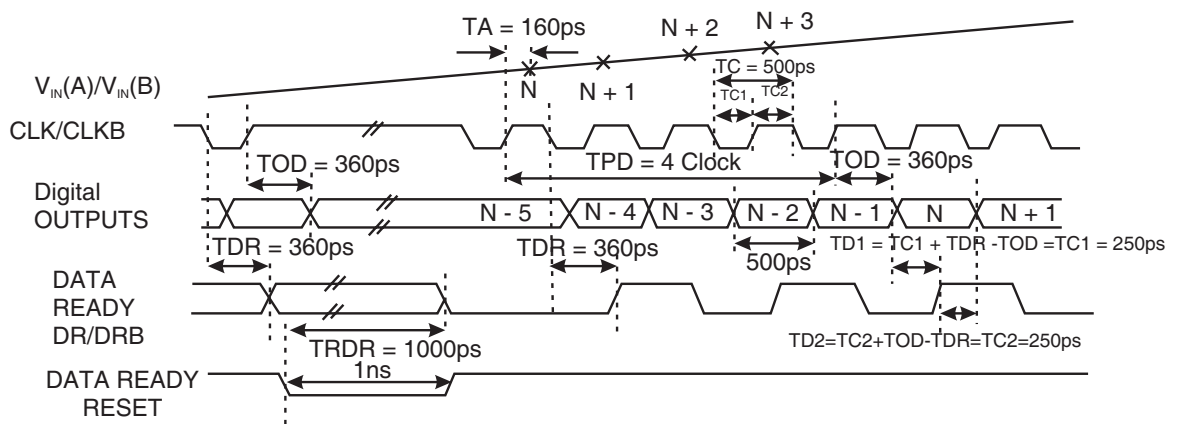 TA = 160ps
N + 2
N + 3
TC = 500ps
N
N + 1
TC1
TC2
VIN(A)/VIN(B)
CLK/CLKB
TOD = 360ps
TPD = 4 Clock
TOD = 360ps
Digital
OUTPUTS
N - 5
N - 4
N - 3
N - 2
N - 1
N
N + 1
TDR = 360ps
TDR = 360ps
500ps
TD1 = TC1 + TDR -TOD =TC1 = 250ps
DATA
READY
DR/DRB
TRDR = 1000ps
TD2=TC2+TOD-TDR=TC2=250ps
1ns
DATA READY
RESET